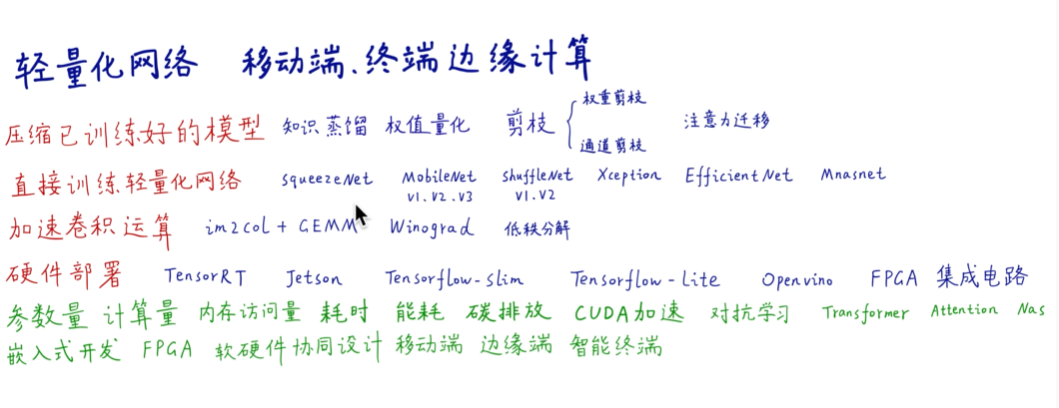 轻量化网络 移动端、终端边缘计算
压缩已训练好的模型 知识蒸馏 权值量化 剪枝 { 权重剪枝 通道剪枝 注意力迁移
直接训练轻量化网络 squeezeNet MobileNet V1.V2.V3 ShuffleNet V1.V2 Xception EfficientNet Mnasnet
加速卷积运算 im2col + GEMM Winograd 低秩分解
硬件部署 TensorRT Jetson Tensorflow-slim Tensorflow-Lite Openvino FPGA 集成电路
参数量 计算量 内存访问量 耗时 能耗 碳排放 CUDA加速 对抗学习 Transformer Attention Nas
嵌入式开发 FPGA 软硬件协同设计 移动端 边缘端 智能终端